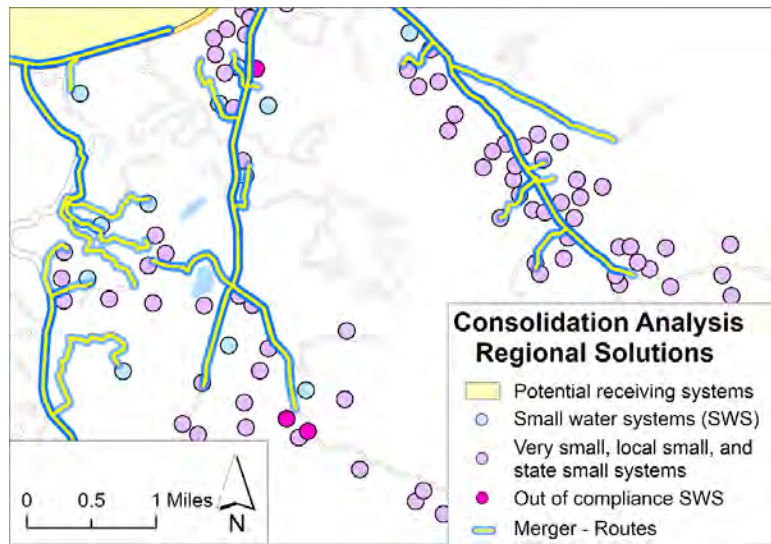 Consolidation Analysis
Regional Solutions
Potential receiving systems
Small water systems (SWS)
Very small, local small, and
state small systems
Out of compliance SWS
Merger - Routes
0 0.5 1 Miles
N